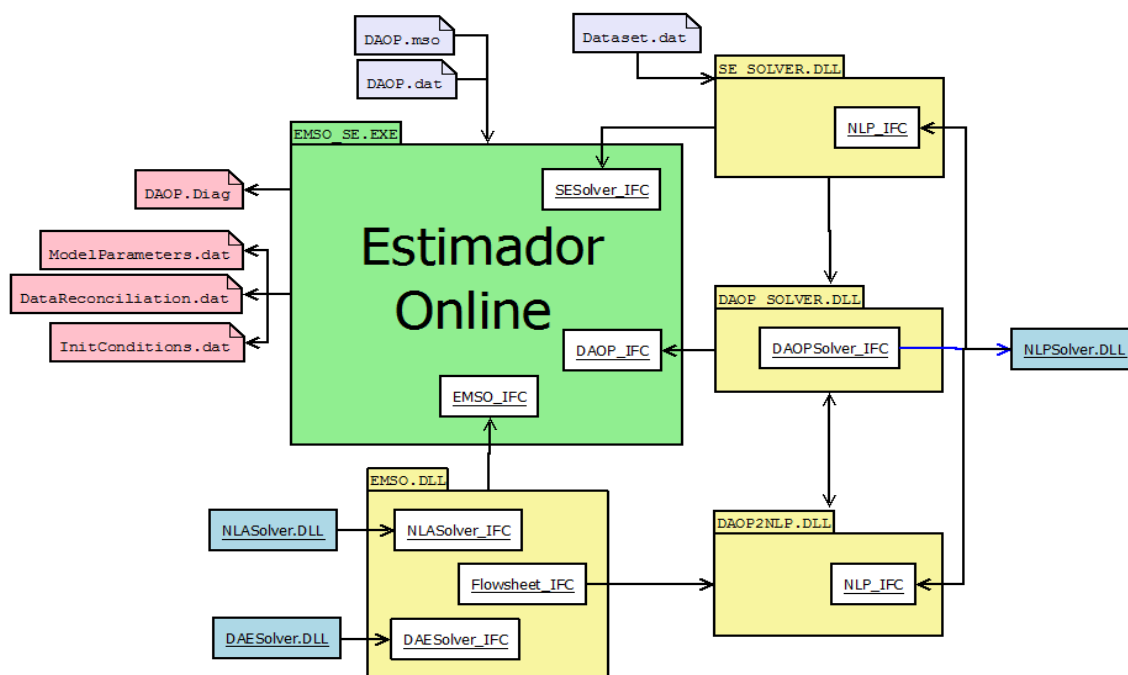 DAOP.mso
DAOP.dat
Dataset.dat
SE_SOLVER.DLL
NLP_IFC
EMSO_SE.EXE
SESolver_IFC
Estimador
Online
DAOP.Diag
ModelParameters.dat
DataReconciliation.dat
InitConditions.dat
DAOP_IFC
EMSO_IFC
DAOP_SOLVER.DLL
DAOPSolver_IFC
NLPSolver.DLL
EMSO.DLL
NLASolver.DLL
NLASolver_IFC
Flowsheet_IFC
DAESolver.DLL
DAESolver_IFC
DAOP2NLP.DLL
NLP_IFC